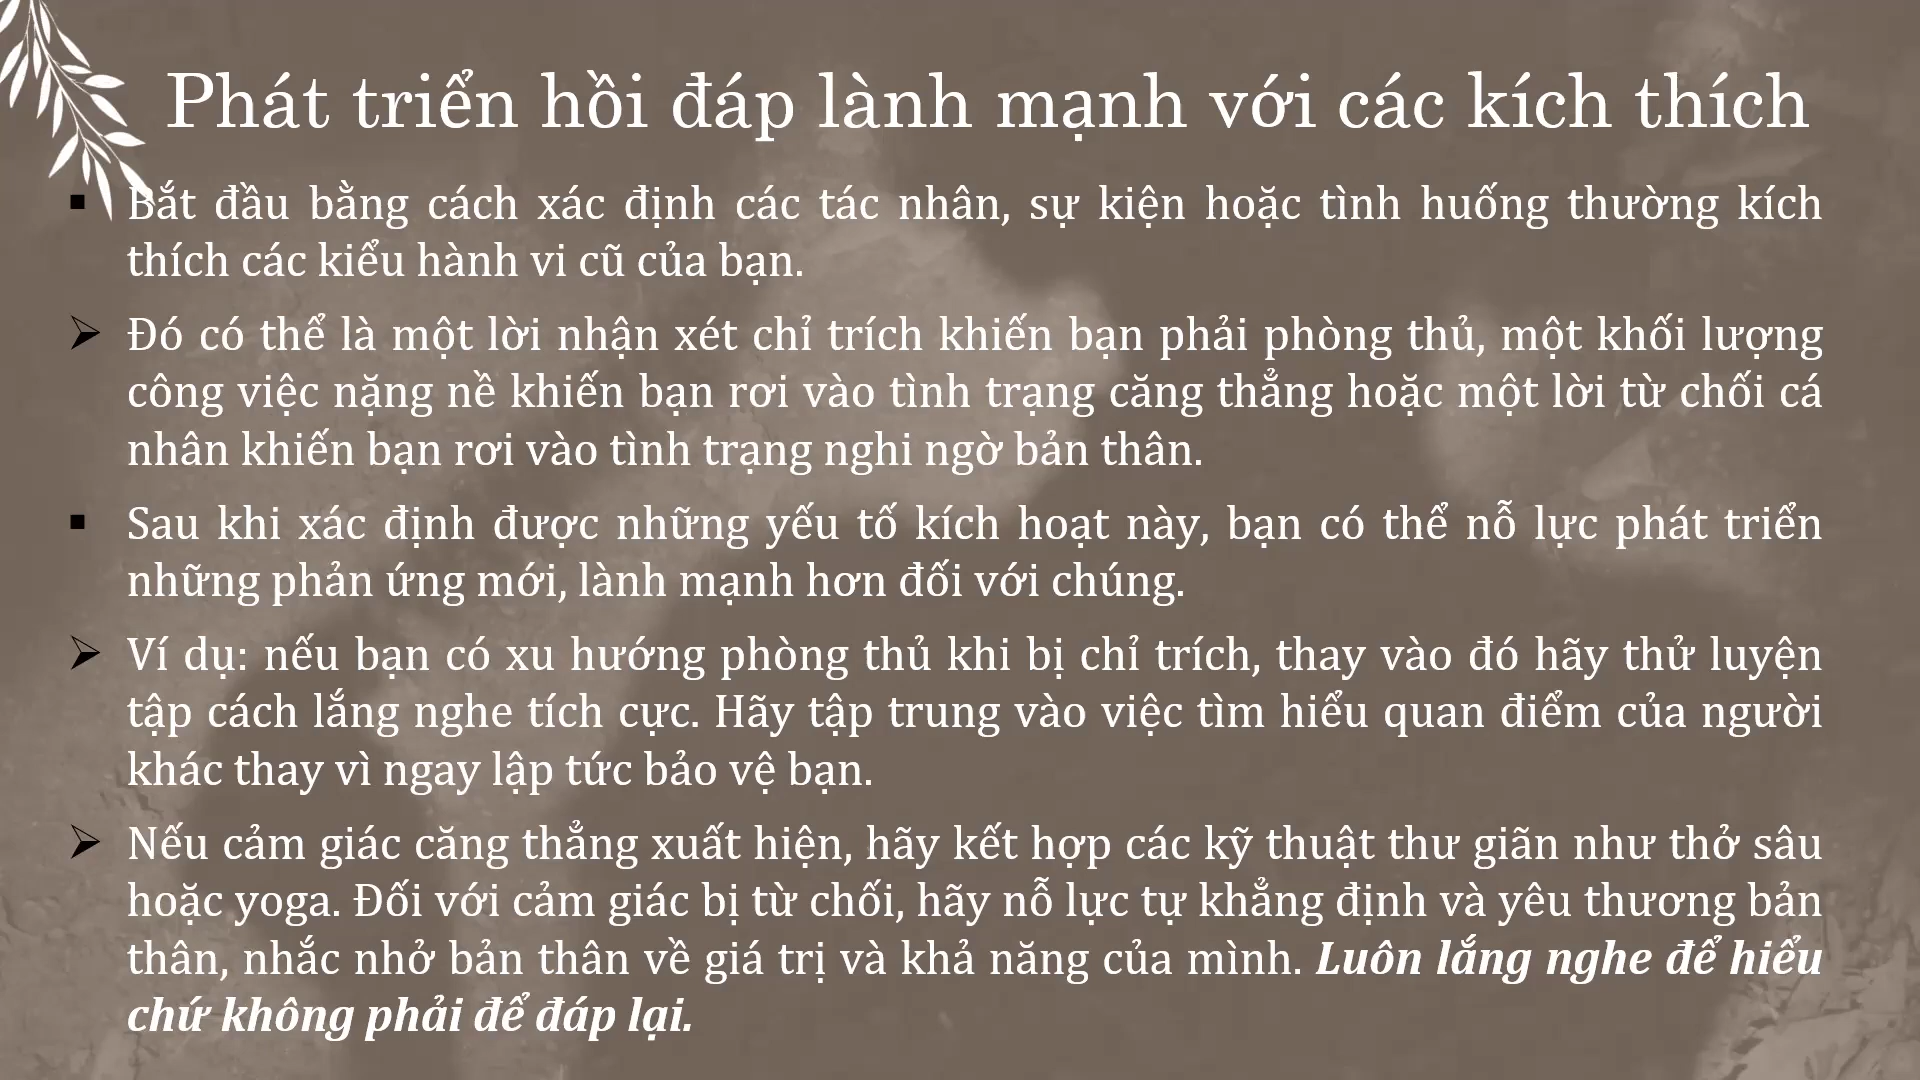 Phát triển hồi đáp lành mạnh với các kích thích
Bắt đầu bằng cách xác định các tác nhân, sự kiện hoặc tình huống thường kích
thích các kiểu hành vi cũ của bạn.
Đó có thể là một lời nhận xét chỉ trích khiến bạn phải phòng thủ, một khối lượng
công việc nặng nề khiến bạn rơi vào tình trạng căng thẳng hoặc một lời từ chối cá
nhân khiến bạn rơi vào tình trạng nghi ngờ bản thân.
Sau khi xác định được những yếu tố kích hoạt này, bạn có thể nỗ lực phát triển
những phản ứng mới, lành mạnh hơn đối với chúng.
Ví dụ: nếu bạn có xu hướng phòng thủ khi bị chỉ trích, thay vào đó hãy thử luyện
tập cách lắng nghe tích cực. Hãy tập trung vào việc tìm hiểu quan điểm của người
khác thay vì ngay lập tức bảo vệ bạn.
Nếu cảm giác căng thẳng xuất hiện, hãy kết hợp các kỹ thuật thư giãn như thở sâu
hoặc yoga. Đối với cảm giác bị từ chối, hãy nỗ lực tự khẳng định và yêu thương bản
thân, nhắc nhở bản thân về giá trị và khả năng của mình. Luôn lắng nghe để hiểu
chứ không phải để đáp lại.